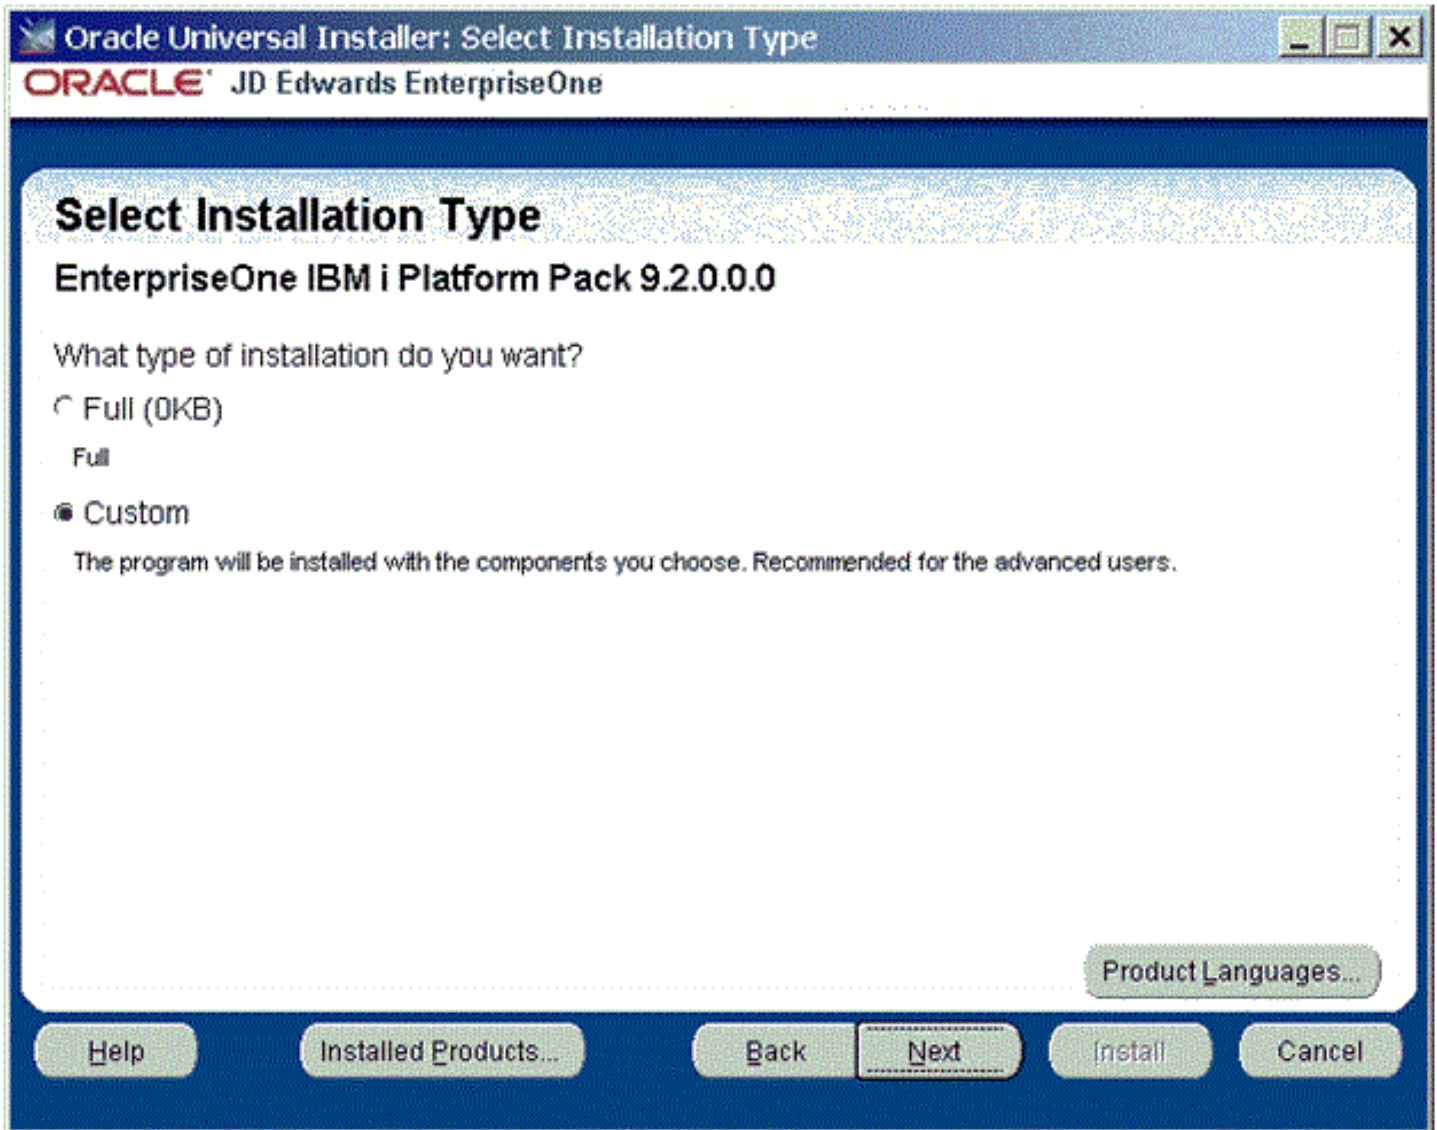 Oracle Universal Installer: Select Installation Type
ORACLE JD Edwards EnterpriseOne
Select Installation Type
EnterpriseOne IBM i Platform Pack 9.2.0.0.0
What type of installation do you want?
Full (0KB)
Full
Custom
The program will be installed with the components you choose. Recommended for the advanced users.
Product Languages...
Help Installed Products... Back Next Install Cancel